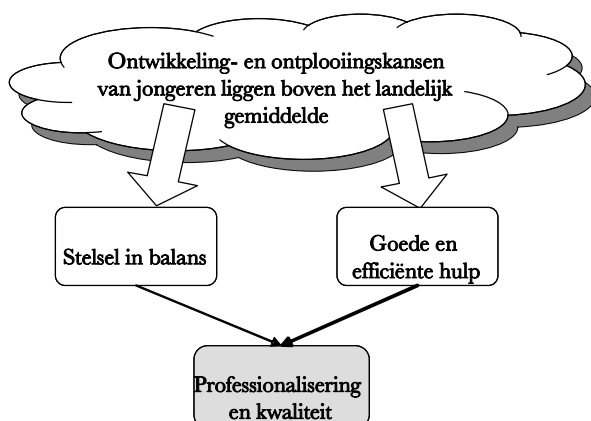 Ontwikkeling- en ontplooiingskansen
van jongeren liggen boven het landelijk
gemiddelde
Stelsel in balans
Goede en
efficiënte hulp
Professionalisering
en kwaliteit